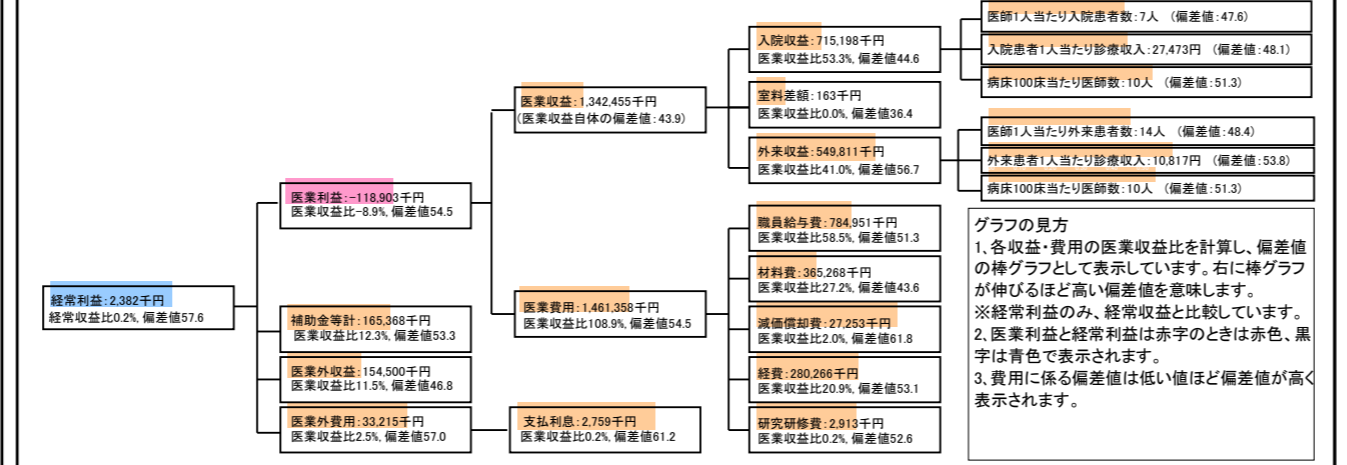 経常利益:2,382千円
経常収益比0.2%, 偏差値57.6
医業利益:-118,903千円
医業収益比-8.9%, 偏差値54.5
補助金等計:165,368千円
医業収益比12.3%, 偏差値53.3
医業外収益:154,500千円
医業収益比11.5%, 偏差値46.8
医業外費用:33,215千円
医業収益比2.5%, 偏差値57.0
医業収益:1,342,455千円
(医業収益自体の偏差値:43.9)
医業費用:1,461,358千円
医業収益比108.9%, 偏差値54.5
支払利息:2,759千円
医業収益比0.2%, 偏差値61.2
入院収益:715,198千円
医業収益比53.3%, 偏差値44.6
室料差額:163千円
医業収益比0.0%, 偏差値36.4
外来収益:549,811千円
医業収益比41.0%, 偏差値56.7
職員給与費:784,951千円
医業収益比58.5%, 偏差値51.3
材料費:365,268千円
医業収益比27.2%, 偏差値43.6
減価償却費:27,253千円
医業収益比2.0%, 偏差値61.8
経費:280,266千円
医業収益比20.9%, 偏差値53.1
研究研修費:2,913千円
医業収益比0.2%, 偏差値52.6
医師1人当たり入院患者数:7人 (偏差値:47.6)
入院患者1人当たり診療収入:27,473円 (偏差値:48.1)
病床100床当たり医師数:10人 (偏差値:51.3)
医師1人当たり外来患者数:14人 (偏差値:48.4)
外来患者1人当たり診療収入:10,817円 (偏差値:53.8)
病床100床当たり医師数:10人 (偏差値:51.3)
グラフの見方
1、各収益・費用の医業収益比を計算し、偏差値
の棒グラフとして表示しています。右に棒グラフ
が伸びるほど高い偏差値を意味します。
※経常利益のみ、経常収益と比較しています。
2、医業利益と経常利益は赤字のときは赤色、黒
字は青色で表示されます。
3、費用に係る偏差値は低い値ほど偏差値が高く
表示されます。